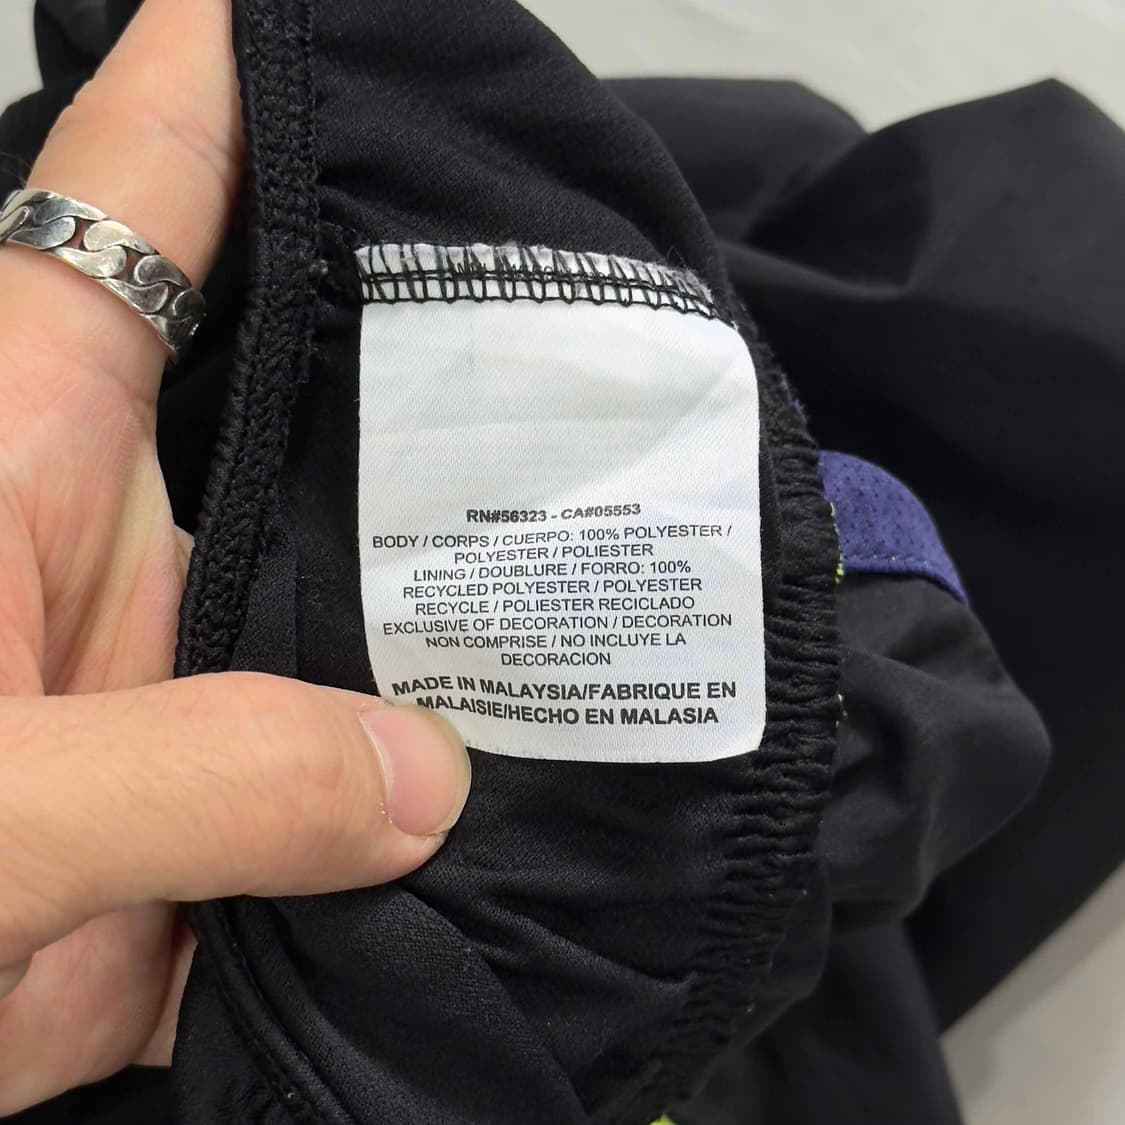 RN#56323 - CA#05553
BODY / CORPS / CUERPO: 100% POLYESTER /
POLYESTER / POLIESTER
LINING / DOUBLURE / FORRO: 100%
RECYCLED POLYESTER / POLYESTER
RECYCLE / POLIESTER RECICLADO
EXCLUSIVE OF DECORATION / DECORATION
NON COMPRISE / NO INCLUYE LA
DECORACION
MADE IN MALAYSIA/FABRIQUE EN
MALAISIE/HECHO EN MALASIA